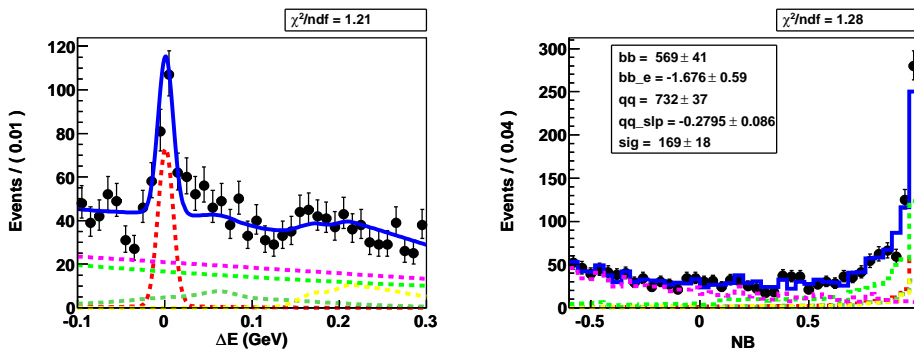 χ²/ndf = 1.21
Events / ( 0.01 )
120
100
80
60
40
20
0
-0.1 0 0.1 0.2 0.3
ΔE (GeV)
χ²/ndf = 1.28
Events / ( 0.04 )
300
250
200
150
100
50
0
bb = 569 ± 41
bb_e = -1.676 ± 0.59
qq = 732 ± 37
qq_slp = -0.2795 ± 0.086
sig = 169 ± 18
-0.5 0 0.5
NB